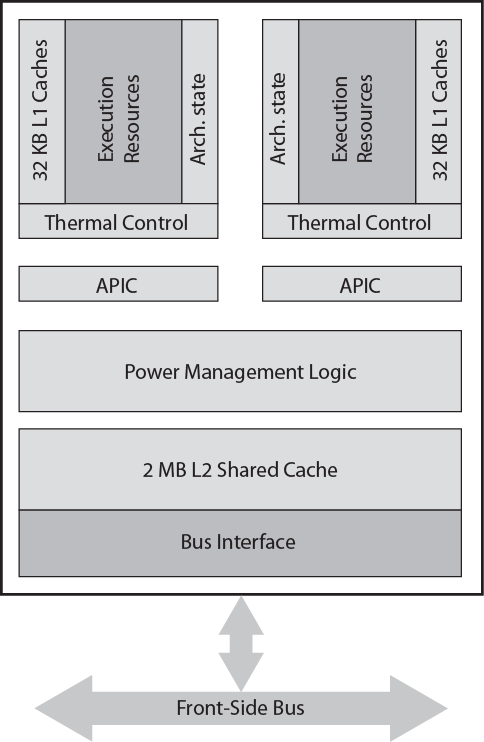 32 KB L1 Caches
Execution
Resources
Arch. state
Thermal Control
Arch. state
Execution
Resources
32 KB L1 Caches
Thermal Control
APIC
APIC
Power Management Logic
2 MB L2 Shared Cache
Bus Interface
Front-Side Bus